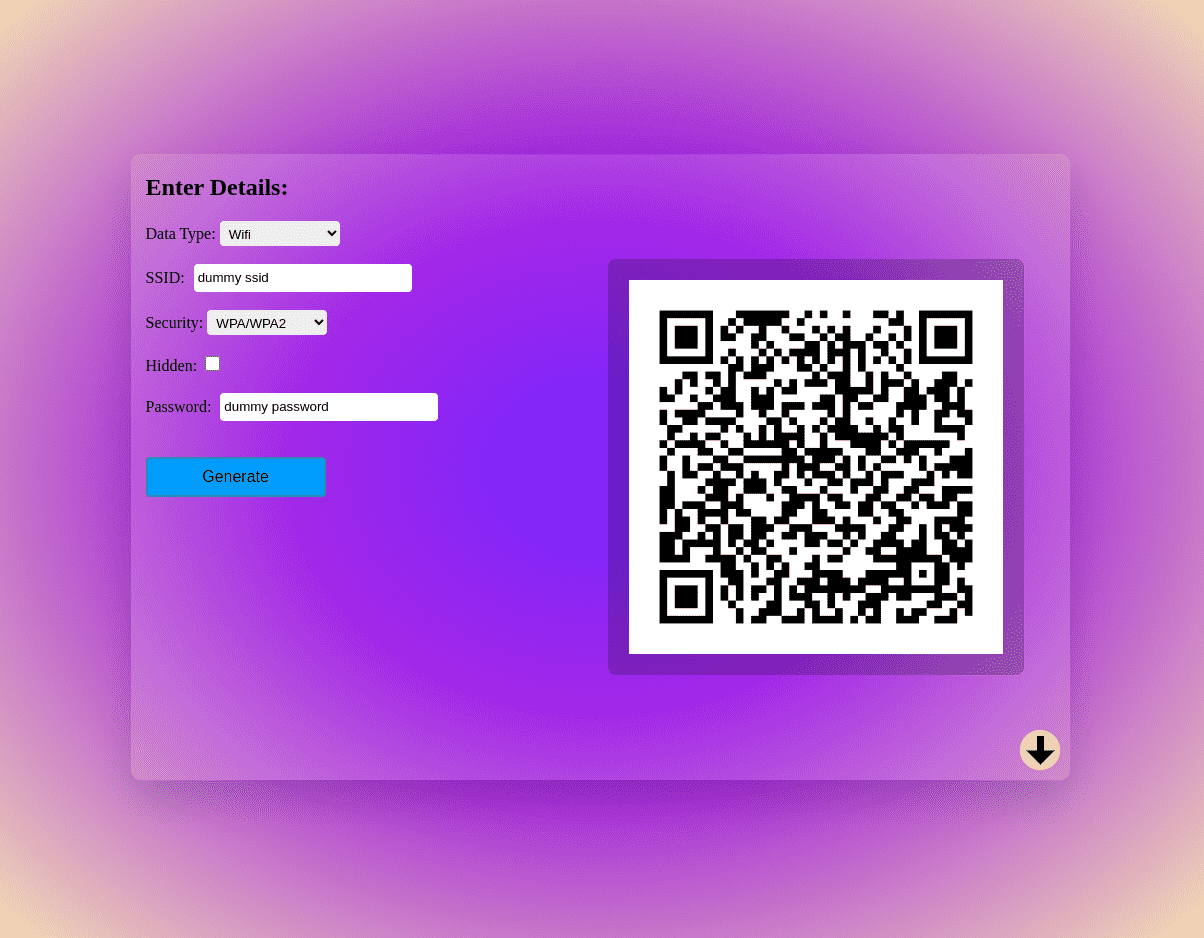 Enter Details:
Data Type: Wifi
SSID: dummy ssid
Security: WPA/WPA2
Hidden:
Password: dummy password
Generate